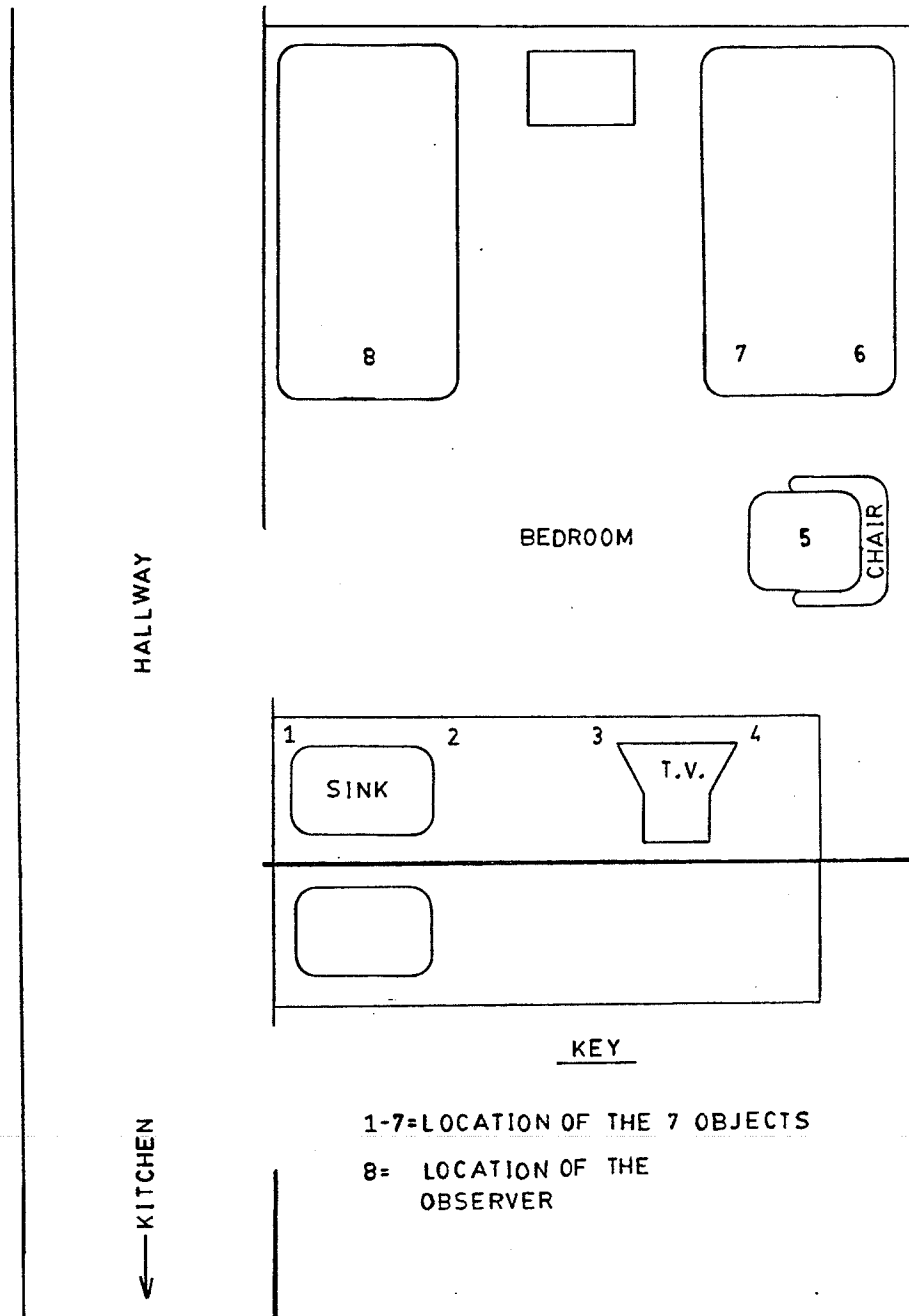 8
7 6
BEDROOM
5
CHAIR
HALLWAY
1 2 3 4
SINK
T.V.
KEY
1-7=LOCATION OF THE 7 OBJECTS
8= LOCATION OF THE
OBSERVER
←KITCHEN